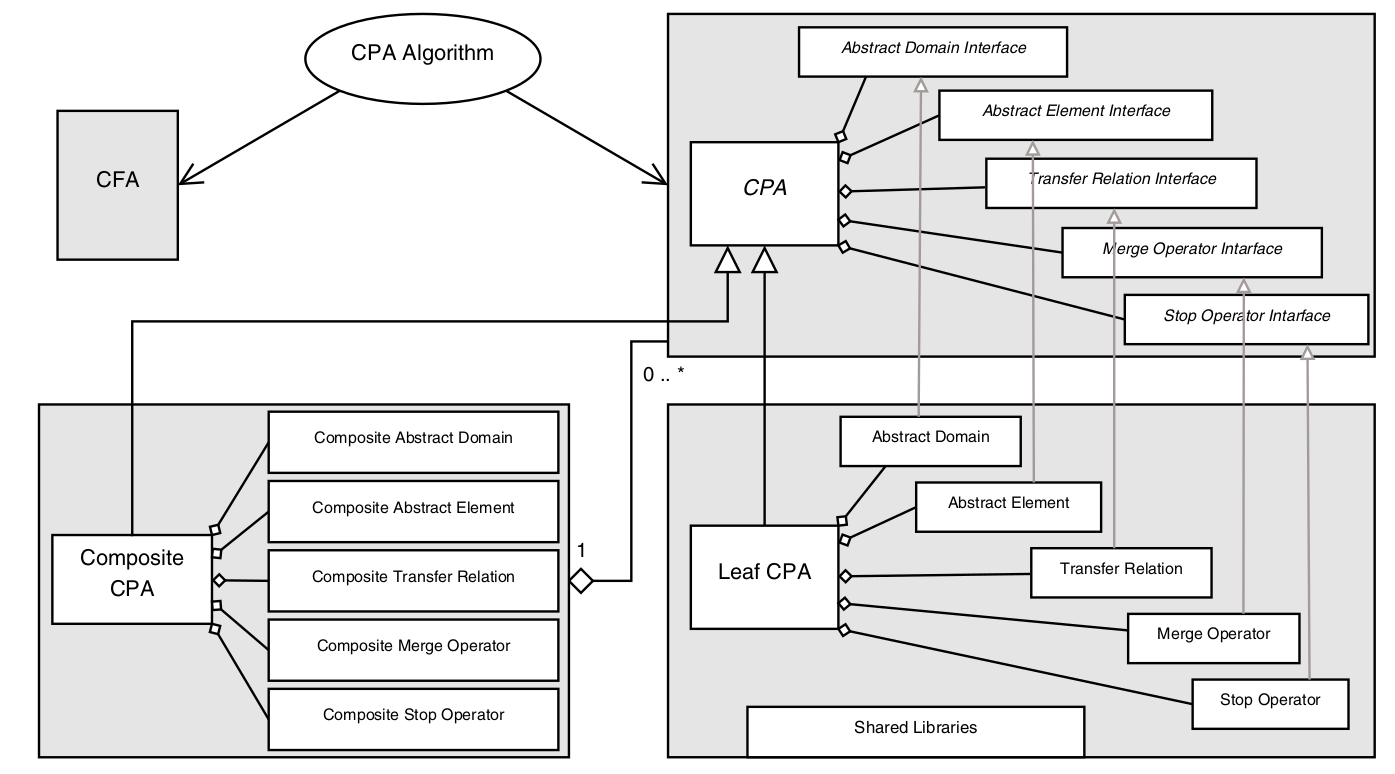 CPA Algorithm
CFA
Abstract Domain Interface
Abstract Element Interface
Transfer Relation Interface
CPA
Merge Operator Intarface
Stop Operator Intarface
0 .. *
Composite Abstract Domain
Composite Abstract Element
Composite
CPA
Composite Transfer Relation
1
Composite Merge Operator
Composite Stop Operator
Abstract Domain
Abstract Element
Leaf CPA
Transfer Relation
Merge Operator
Stop Operator
Shared Libraries